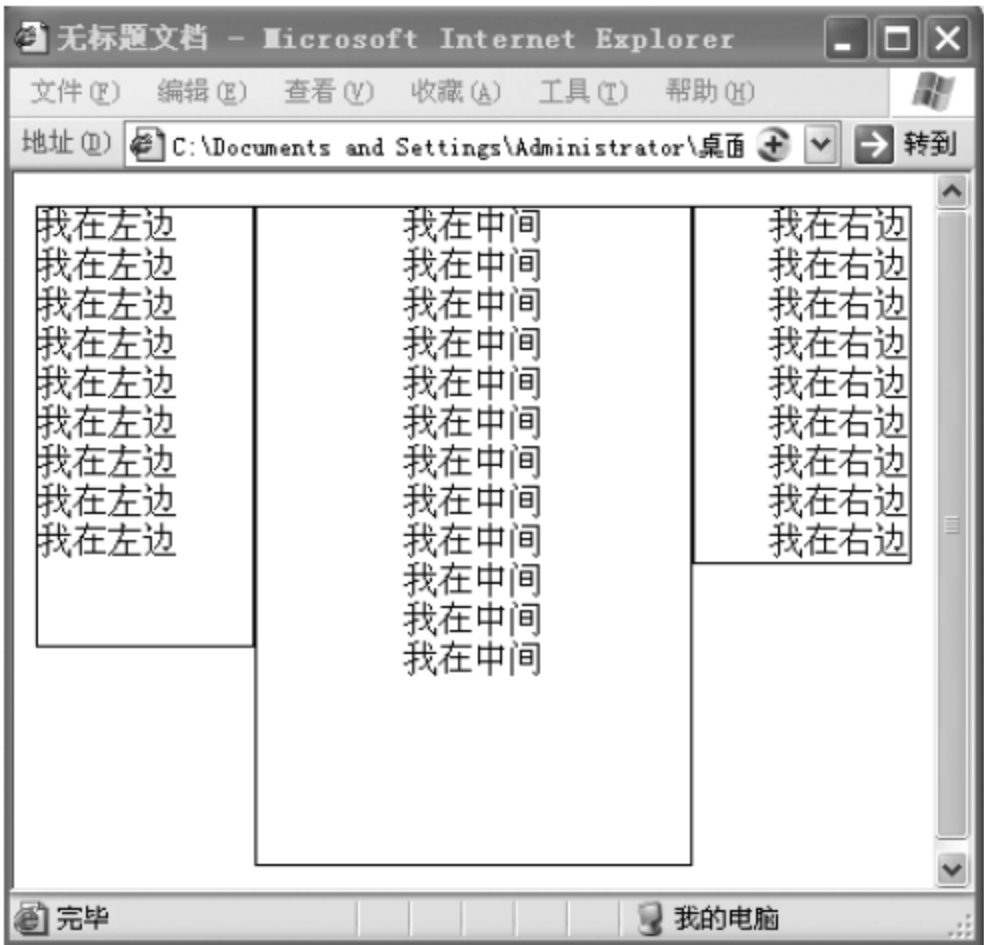 无标题文档 - Microsoft Internet Explorer
文件(F) 编辑(E) 查看(V) 收藏(A) 工具(T) 帮助(H)
地址(D) C:\Documents and Settings\Administrator\桌面 转到
我在左边 我在中间 我在右边
我在左边 我在中间 我在右边
我在左边 我在中间 我在右边
我在左边 我在中间 我在右边
我在左边 我在中间 我在右边
我在左边 我在中间 我在右边
我在左边 我在中间 我在右边
我在左边 我在中间 我在右边
我在左边 我在中间 我在右边
我在中间
我在中间
我在中间
完毕 我的电脑